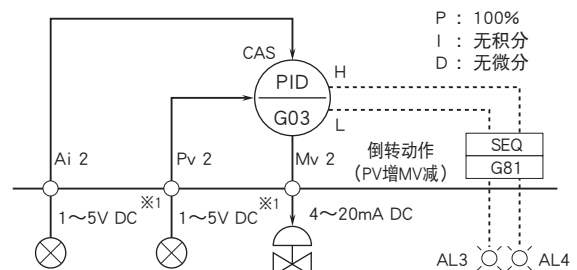 P : 100%
I : 无积分
D : 无微分
CAS
PID
G03
H
L
SEQ
G81
倒转动作
（PV增MV减）
Ai 2
Pv 2
Mv 2
※1
※1
1～5V DC
1～5V DC
4～20mA DC
AL3
AL4